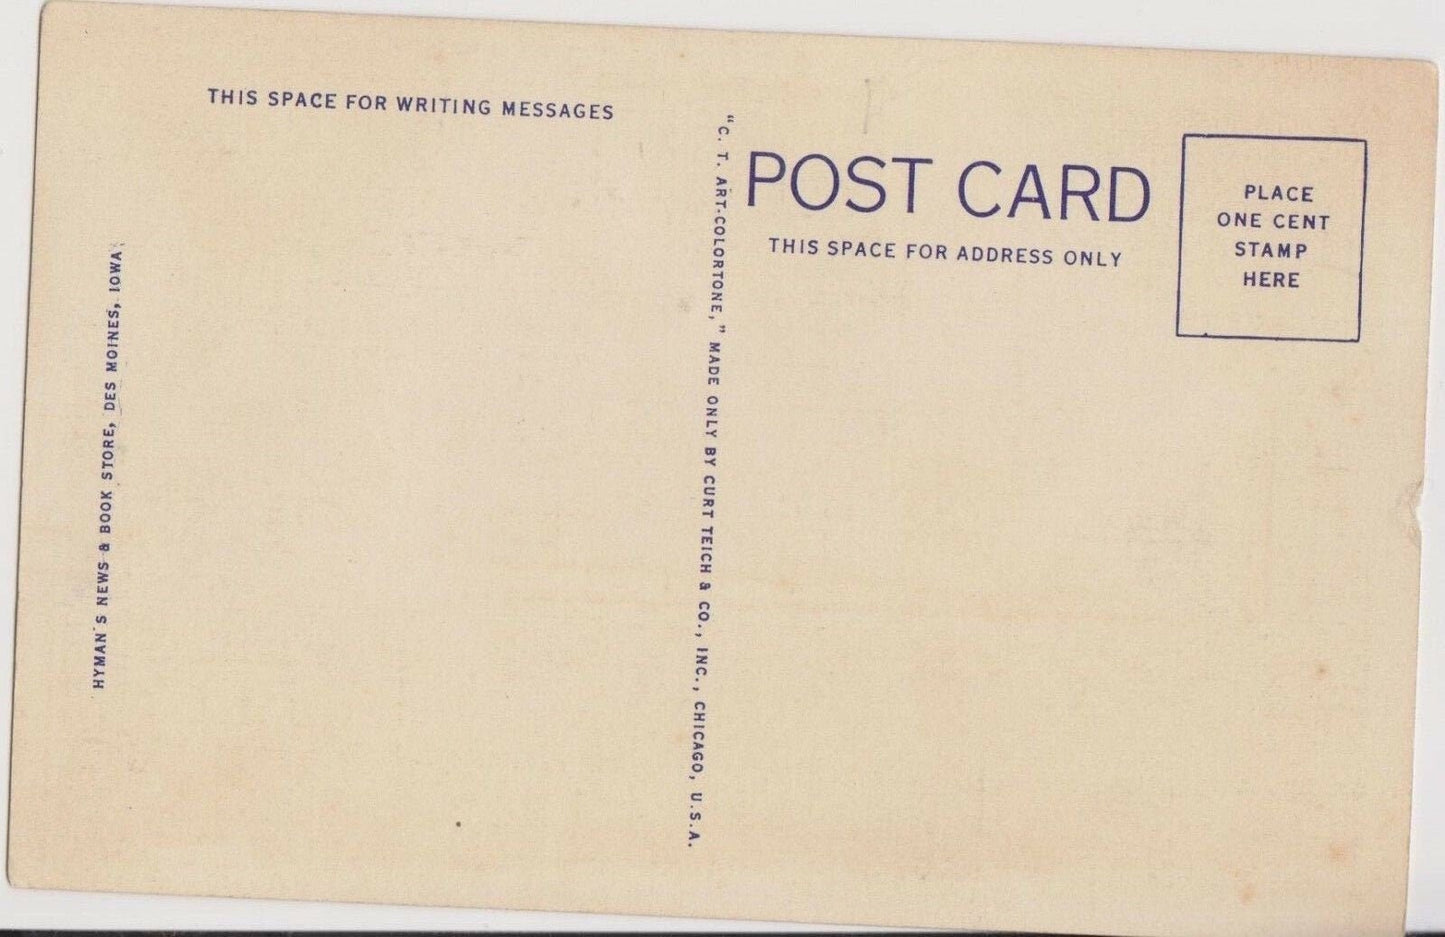 THIS SPACE FOR WRITING MESSAGES
HYMAN'S NEWS & BOOK STORE, DES MOINES, IOWA
"C. T. ART-COLORTONE," MADE ONLY BY CURT TEICH & CO., INC., CHICAGO, U.S.A.
POST CARD
THIS SPACE FOR ADDRESS ONLY
PLACE
ONE CENT
STAMP
HERE